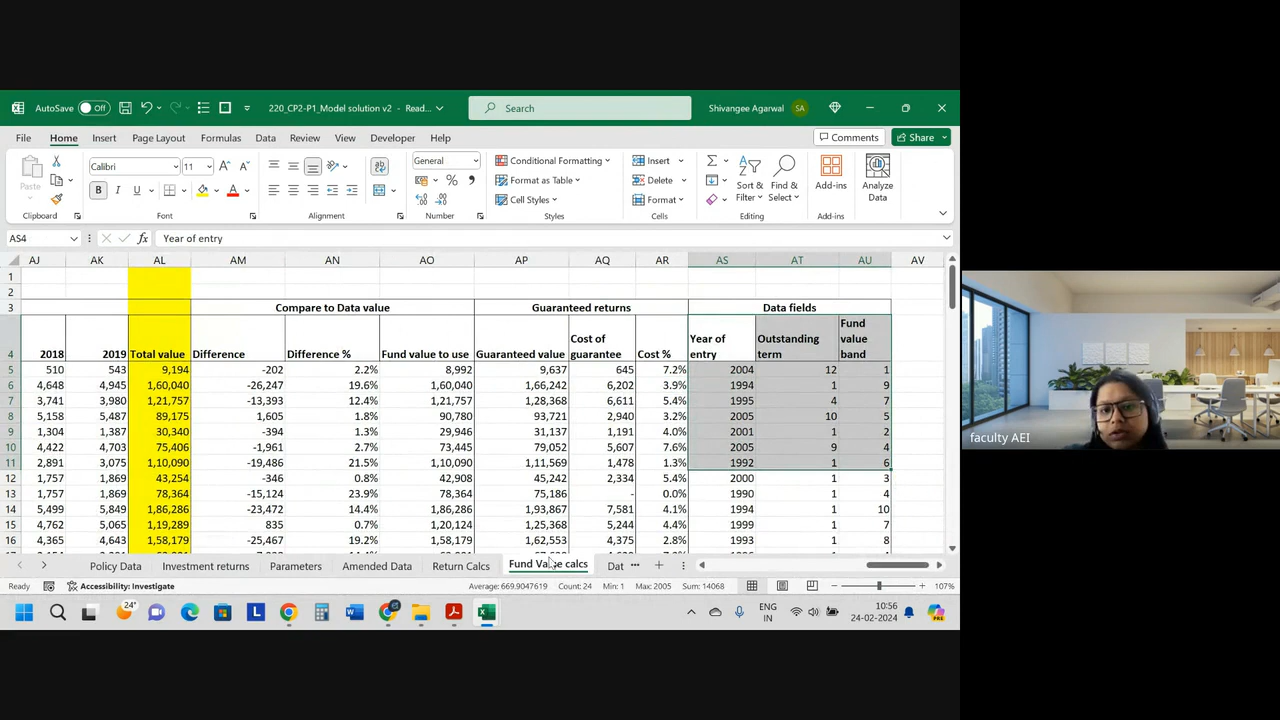 AutoSave Off 220_CP2-P1_Model solution v2 - Read... Search Shivangee Agarwal SA
File Home Insert Page Layout Formulas Data Review View Developer Help Comments Share
Paste Calibri 11 General Conditional Formatting Insert Sort & Filter Find & Select Add-ins Analyze Data
Format as Table Delete
Cell Styles Format
Clipboard Font Alignment Number Styles Cells Editing Add-ins
AS4 fx Year of entry
AJ AK AL AM AN AO AP AQ AR AS AT AU AV
1
2
3 Compare to Data value Guaranteed returns Data fields
4 2018 2019 Total value Difference Difference % Fund value to use Guaranteed value Cost of guarantee Cost % Year of entry Outstanding term Fund value band
5 510 543 9,194 -202 2.2% 8,992 9,637 645 7.2% 2004 12 1
6 4,648 4,945 1,60,040 -26,247 19.6% 1,60,040 1,66,242 6,202 3.9% 1994 1 9
7 3,741 3,980 1,21,757 -13,393 12.4% 1,21,757 1,28,368 6,611 5.4% 1995 4 7
8 5,158 5,487 89,175 1,605 1.8% 90,780 93,721 2,940 3.2% 2005 10 5
9 1,304 1,387 30,340 -394 1.3% 29,946 31,137 1,191 4.0% 2001 1 2
10 4,422 4,703 75,406 -1,961 2.7% 73,445 79,052 5,607 7.6% 2005 9 4
11 2,891 3,075 1,10,090 -19,486 21.5% 1,10,090 1,11,569 1,478 1.3% 1992 1 6
12 1,757 1,869 43,254 -346 0.8% 42,908 45,242 2,334 5.4% 2000 1 3
13 1,757 1,869 78,364 -15,124 23.9% 78,364 75,186 - 0.0% 1990 1 4
14 5,499 5,849 1,86,286 -23,472 14.4% 1,86,286 1,93,867 7,581 4.1% 1994 1 10
15 4,762 5,065 1,19,289 835 0.7% 1,20,124 1,25,368 5,244 4.4% 1999 1 7
16 4,365 4,643 1,58,179 -25,467 19.2% 1,58,179 1,62,553 4,375 2.8% 1993 1 8
Policy Data Investment returns Parameters Amended Data Return Calcs Fund Value calcs Dat ...
Ready Accessibility: Investigate Average: 669.9047619 Count: 24 Min: 1 Max: 2005 Sum: 14068 107%
24° ENG IN 10:56 24-02-2024
faculty AEI